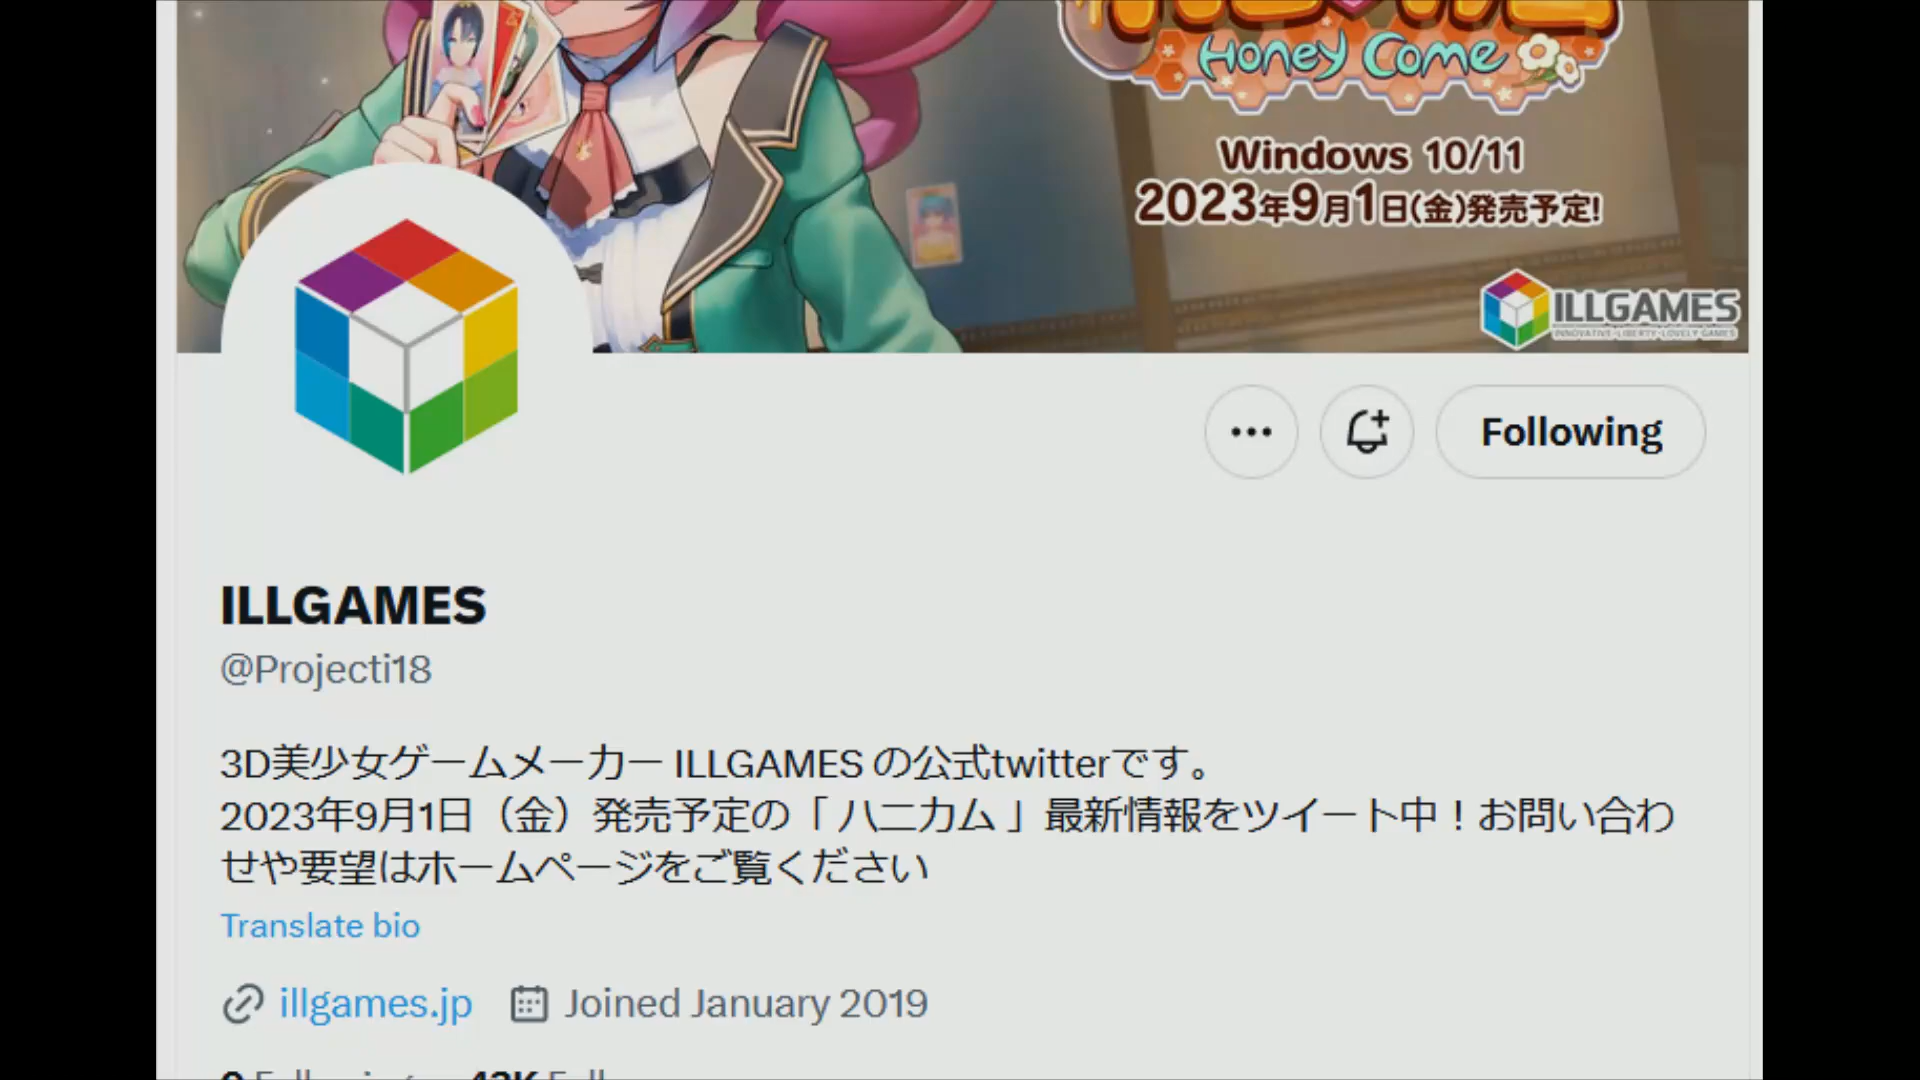 Honey Come
Windows 10/11
2023年9月1日(金)発売予定!
ILLGAMES
INNOVATIVE-LIBERTY-LOVELY GAMES
Following
ILLGAMES
@Projecti18
3D美少女ゲームメーカー ILLGAMES の公式twitterです。
2023年9月1日（金）発売予定の「 ハニカム 」最新情報をツイート中！お問い合わ
せや要望はホームページをご覧ください
Translate bio
illgames.jp
Joined January 2019